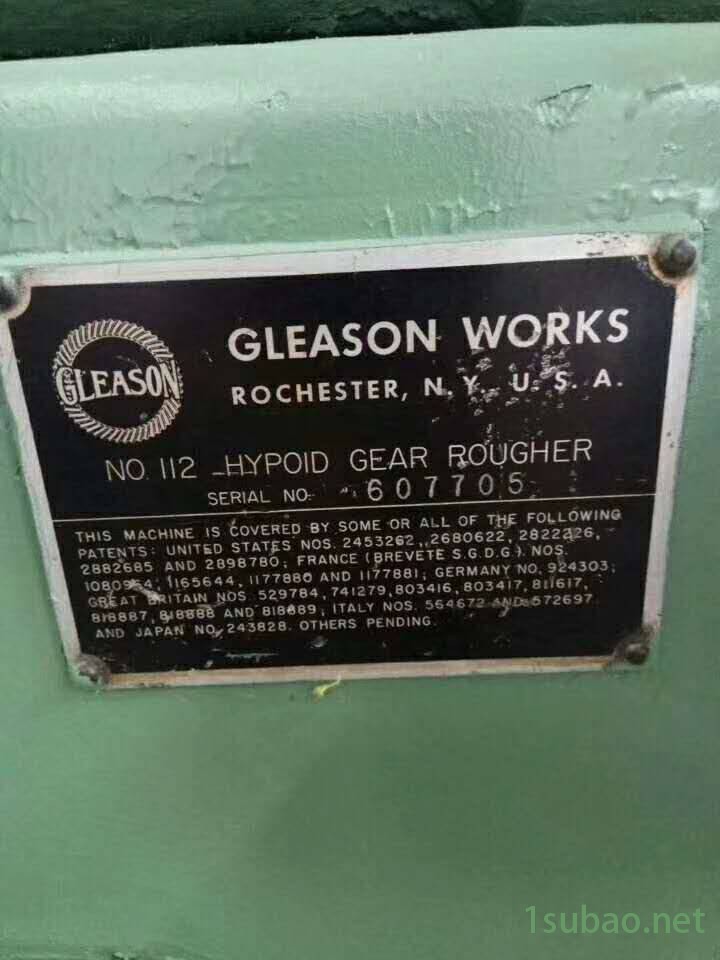 GLEASON
GLEASON WORKS
ROCHESTER, N.Y. U.S.A.
NO. 112 HYPOID GEAR ROUGHER
SERIAL NO. 607705
THIS MACHINE IS COVERED BY SOME OR ALL OF THE FOLLOWING
PATENTS: UNITED STATES NOS. 2453262, 2680622, 2822226,
2882685 AND 2898780; FRANCE (BREVETE S.G.D.G.) NOS.
1080954, 1165644, 1177880 AND 1177881; GERMANY NO. 924303;
GREAT BRITAIN NOS. 529784, 741279, 803416, 803417, 811617,
818887, 818888 AND 818889; ITALY NOS. 564672 AND 572697
AND JAPAN NO. 243828. OTHERS PENDING.
1subao.net